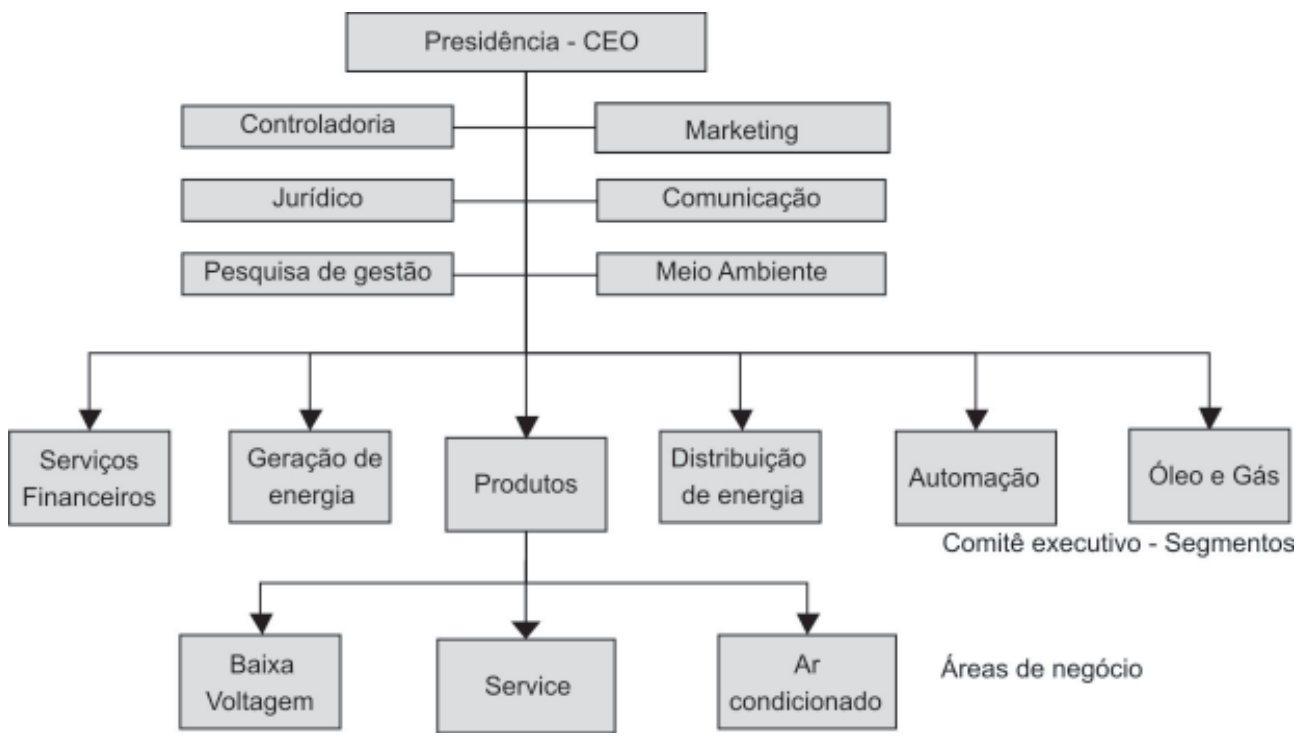 Presidência - CEO
Controladoria
Marketing
Jurídico
Comunicação
Pesquisa de gestão
Meio Ambiente
Serviços
Financeiros
Geração de
energia
Produtos
Distribuição
de energia
Automação
Óleo e Gás
Comitê executivo - Segmentos
Baixa
Voltagem
Service
Ar
condicionado
Áreas de negócio